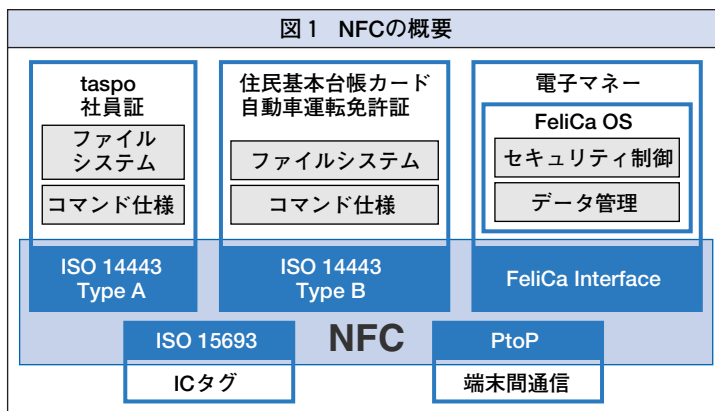 図1 NFCの概要
taspo
社員証
ファイル
システム
コマンド仕様
ISO 14443
Type A
住民基本台帳カード
自動車運転免許証
ファイルシステム
コマンド仕様
ISO 14443
Type B
電子マネー
FeliCa OS
セキュリティ制御
データ管理
FeliCa Interface
NFC
ISO 15693
ICタグ
PtoP
端末間通信